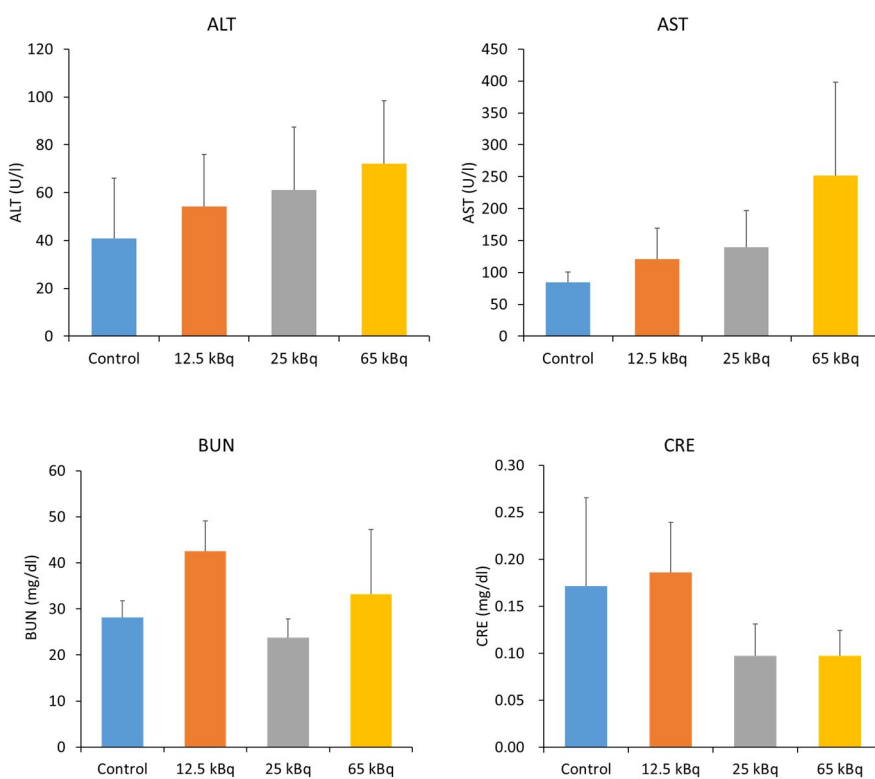 ALT
120
100
80
60
40
20
0
ALT (U/l)
Control 12.5 kBq 25 kBq 65 kBq
AST
450
400
350
300
250
200
150
100
50
0
AST (U/l)
Control 12.5 kBq 25 kBq 65 kBq
BUN
60
50
40
30
20
10
0
BUN (mg/dl)
Control 12.5 kBq 25 kBq 65 kBq
CRE
0.30
0.25
0.20
0.15
0.10
0.05
0.00
CRE (mg/dl)
Control 12.5 kBq 25 kBq 65 kBq